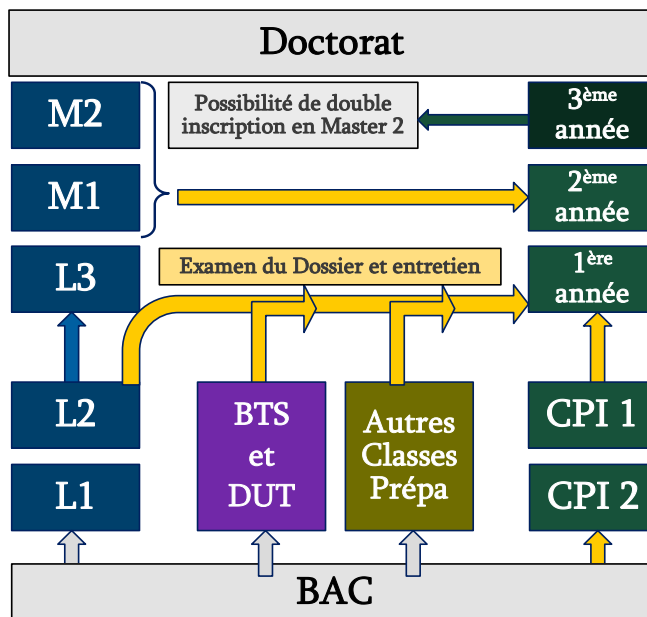 Doctorat
M2
Possibilité de double
inscription en Master 2
3ème
année
M1
2ème
année
L3
Examen du Dossier et entretien
1ère
année
L2
BTS
et
DUT
Autres
Classes
Prépa
CPI 1
L1
CPI 2
BAC